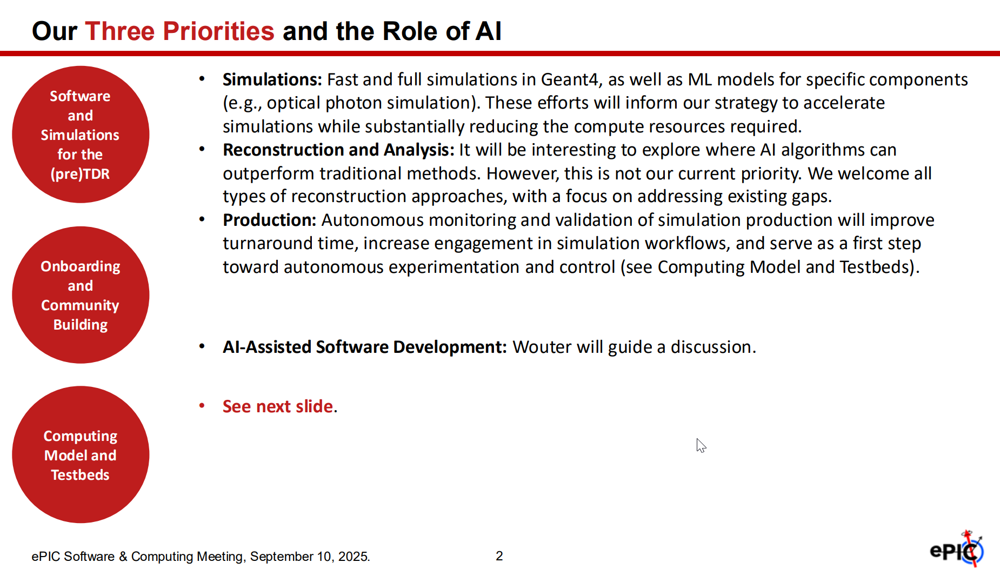 Our Three Priorities and the Role of AI
Software
and
Simulations
for the
(pre)TDR
• Simulations: Fast and full simulations in Geant4, as well as ML models for specific components
(e.g., optical photon simulation). These efforts will inform our strategy to accelerate
simulations while substantially reducing the compute resources required.
• Reconstruction and Analysis: It will be interesting to explore where AI algorithms can
outperform traditional methods. However, this is not our current priority. We welcome all
types of reconstruction approaches, with a focus on addressing existing gaps.
• Production: Autonomous monitoring and validation of simulation production will improve
turnaround time, increase engagement in simulation workflows, and serve as a first step
toward autonomous experimentation and control (see Computing Model and Testbeds).
Onboarding
and
Community
Building
• AI-Assisted Software Development: Wouter will guide a discussion.
Computing
Model and
Testbeds
• See next slide.
ePIC Software & Computing Meeting, September 10, 2025.
2
ePIC